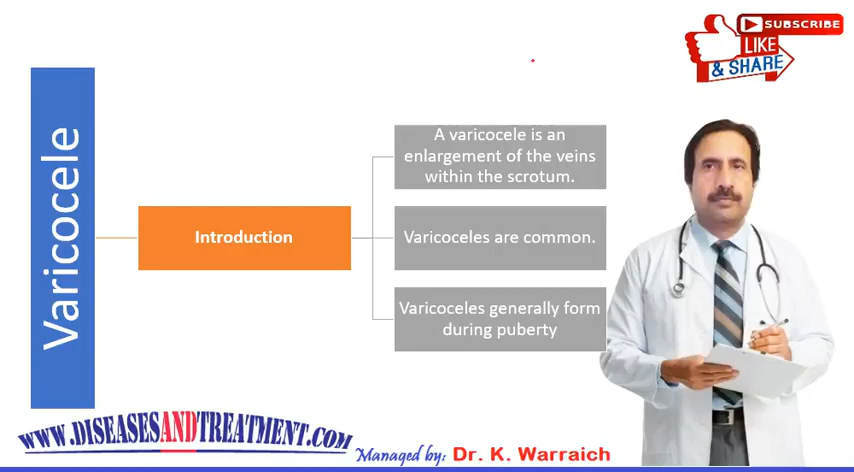 SUBSCRIBE
LIKE
& SHARE
Varicocele
Introduction
A varicocele is an
enlargement of the veins
within the scrotum.
Varicoceles are common.
Varicoceles generally form
during puberty
WWW.DISEASESANDTREATMENT.COM
Managed by: Dr. K. Warraich